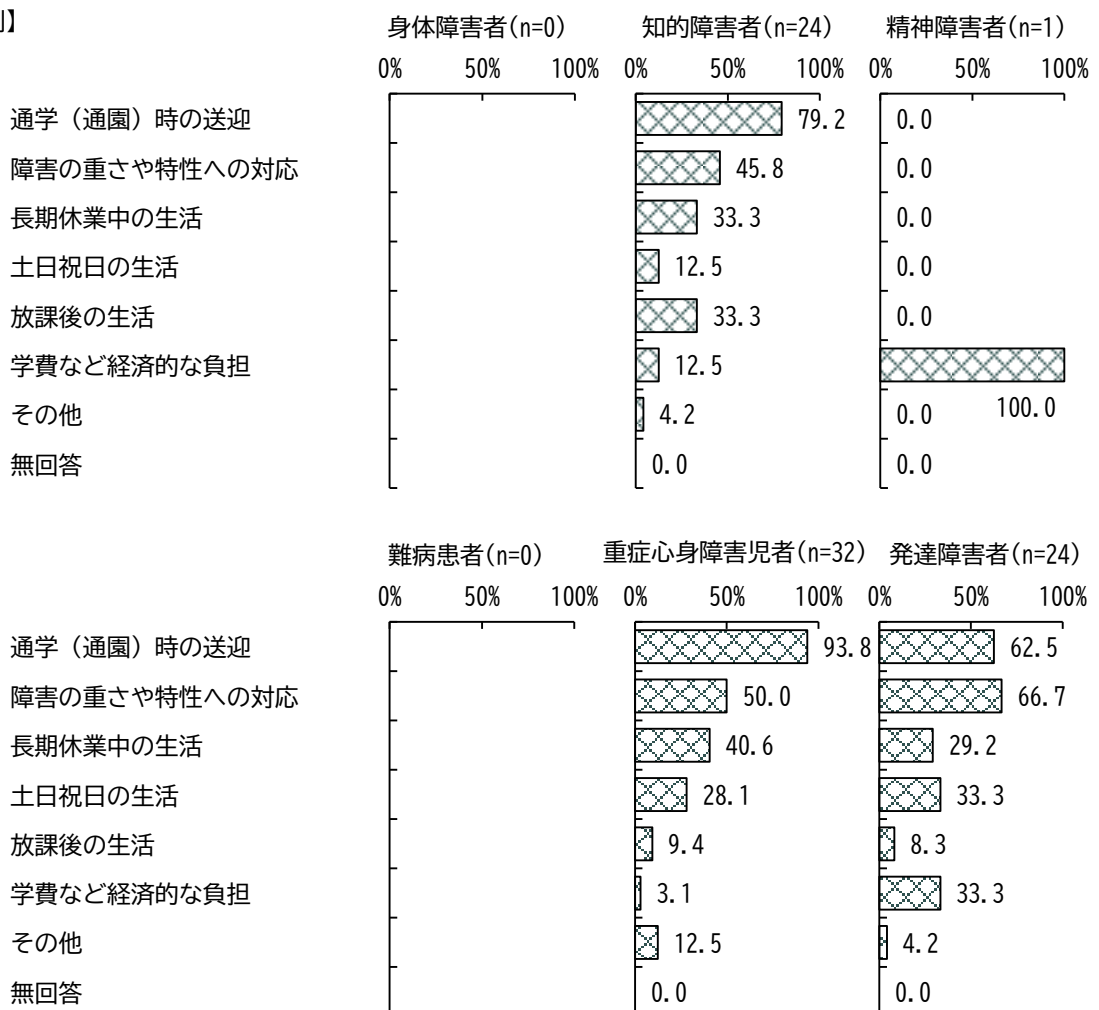 】
身体障害者(n=0) 知的障害者(n=24) 精神障害者(n=1)
0% 50% 100% 0% 50% 100% 0% 50% 100%
通学（通園）時の送迎 79.2 0.0
障害の重さや特性への対応 45.8 0.0
長期休業中の生活 33.3 0.0
土日祝日の生活 12.5 0.0
放課後の生活 33.3 0.0
学費など経済的な負担 12.5
その他 4.2 0.0 100.0
無回答 0.0 0.0
難病患者(n=0) 重症心身障害児者(n=32) 発達障害者(n=24)
0% 50% 100% 0% 50% 100% 0% 50% 100%
通学（通園）時の送迎 93.8 62.5
障害の重さや特性への対応 50.0 66.7
長期休業中の生活 40.6 29.2
土日祝日の生活 28.1 33.3
放課後の生活 9.4 8.3
学費など経済的な負担 3.1 33.3
その他 12.5 4.2
無回答 0.0 0.0